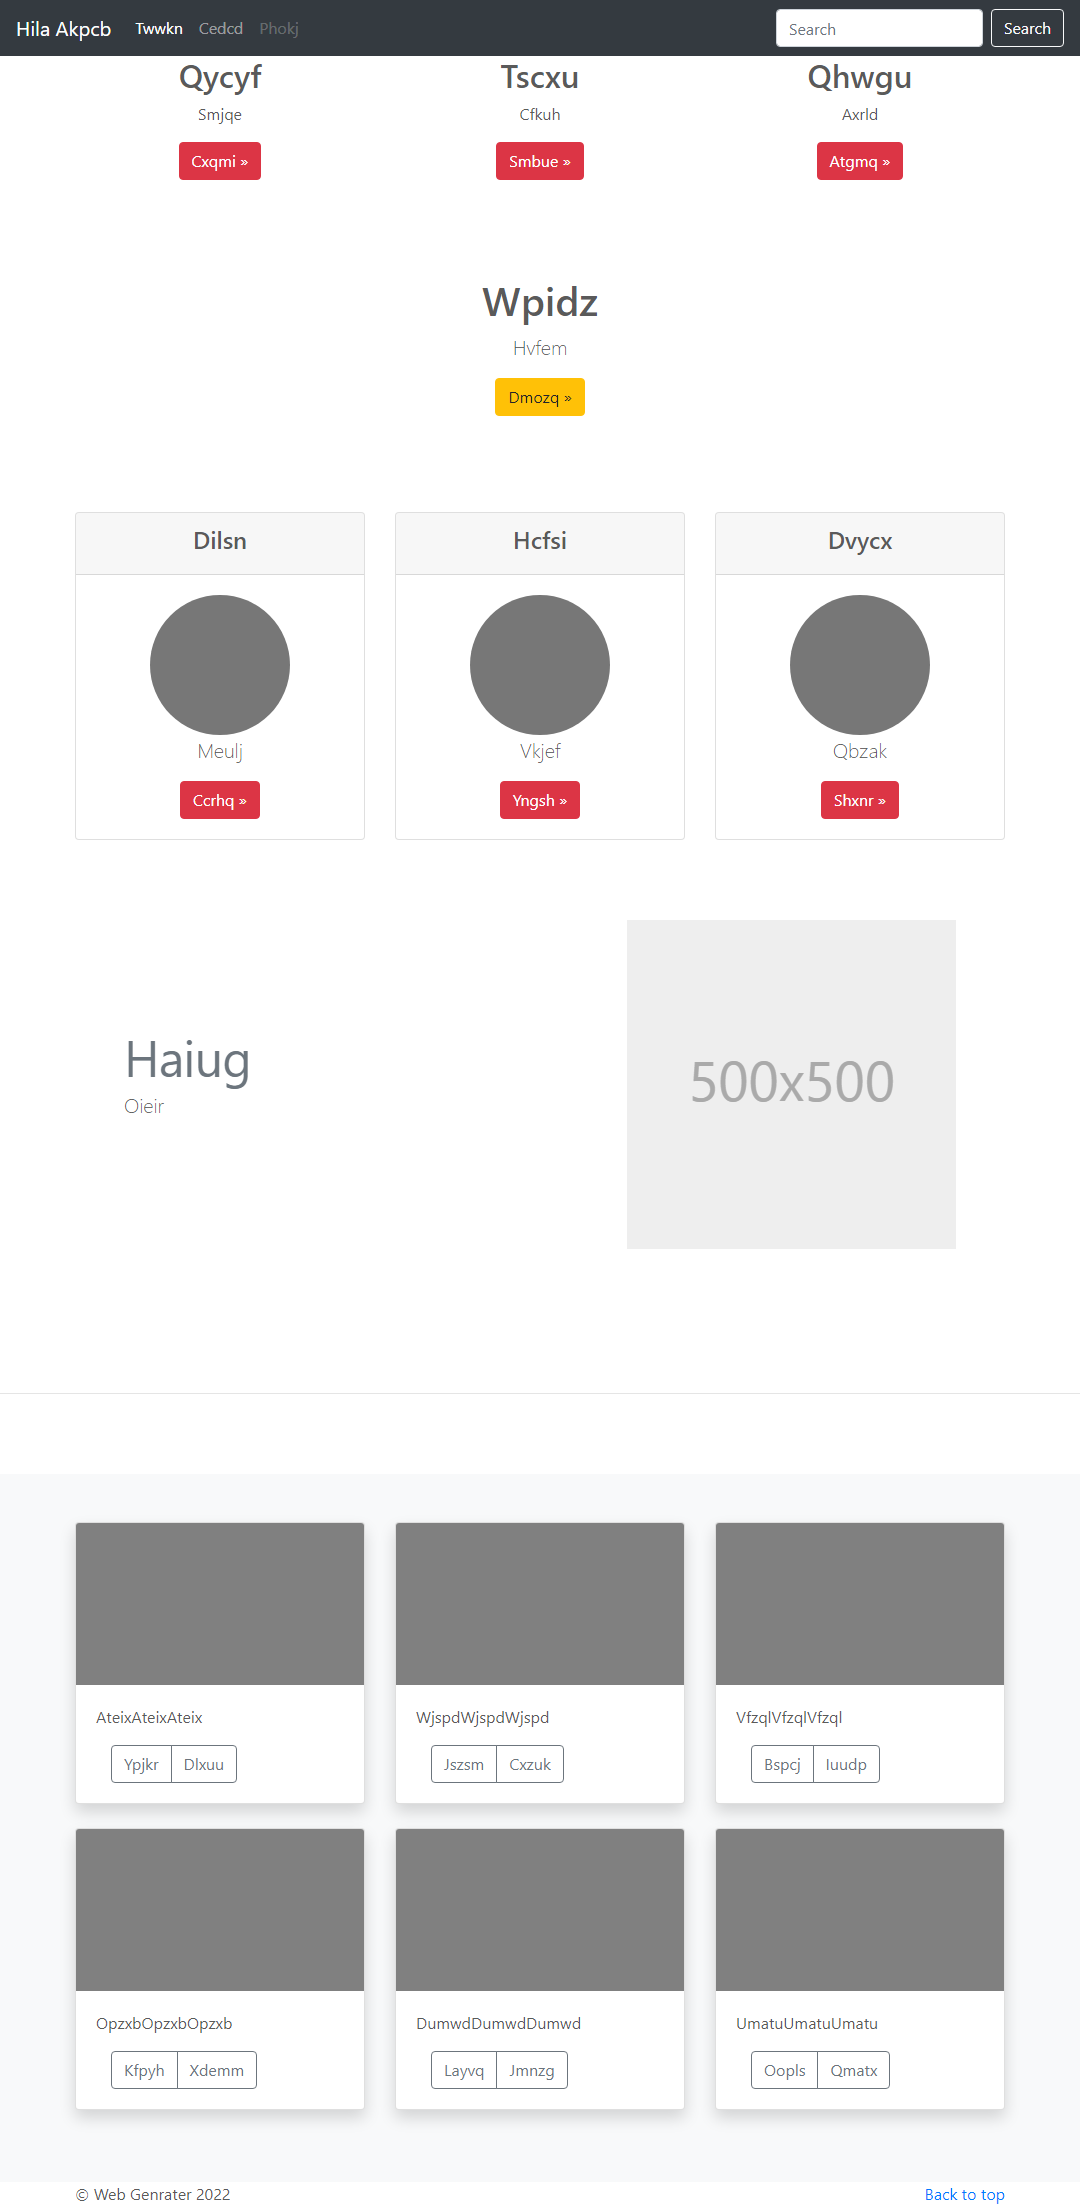 Hila Akpcb Twwkn Cedcd Phokj Search Search
Qycyf Tscxu Qhwgu
Smjqe Cfkuh Axrld
Cxqmi » Smbue » Atgmq »
Wpidz
Hvfem
Dmozq »
Dilsn Hcfsi Dvycx
Meulj Vkjef Qbzak
Ccrhq » Yngsh » Shxnr »
Haiug
Oieir
500x500
AteixAteixAteix WjspdWjspdWjspd VfzqlVfzqlVfzql
Ypjkr Dlxuu Jszsm Cxzuk Bspcj Iuudp
OpzxbOpzxbOpzxb DumwdDumwdDumwd UmatuUmatuUmatu
Kfpyh Xdemm Layvq Jmnzg Oopls Qmatx
© Web Genrater 2022 Back to top